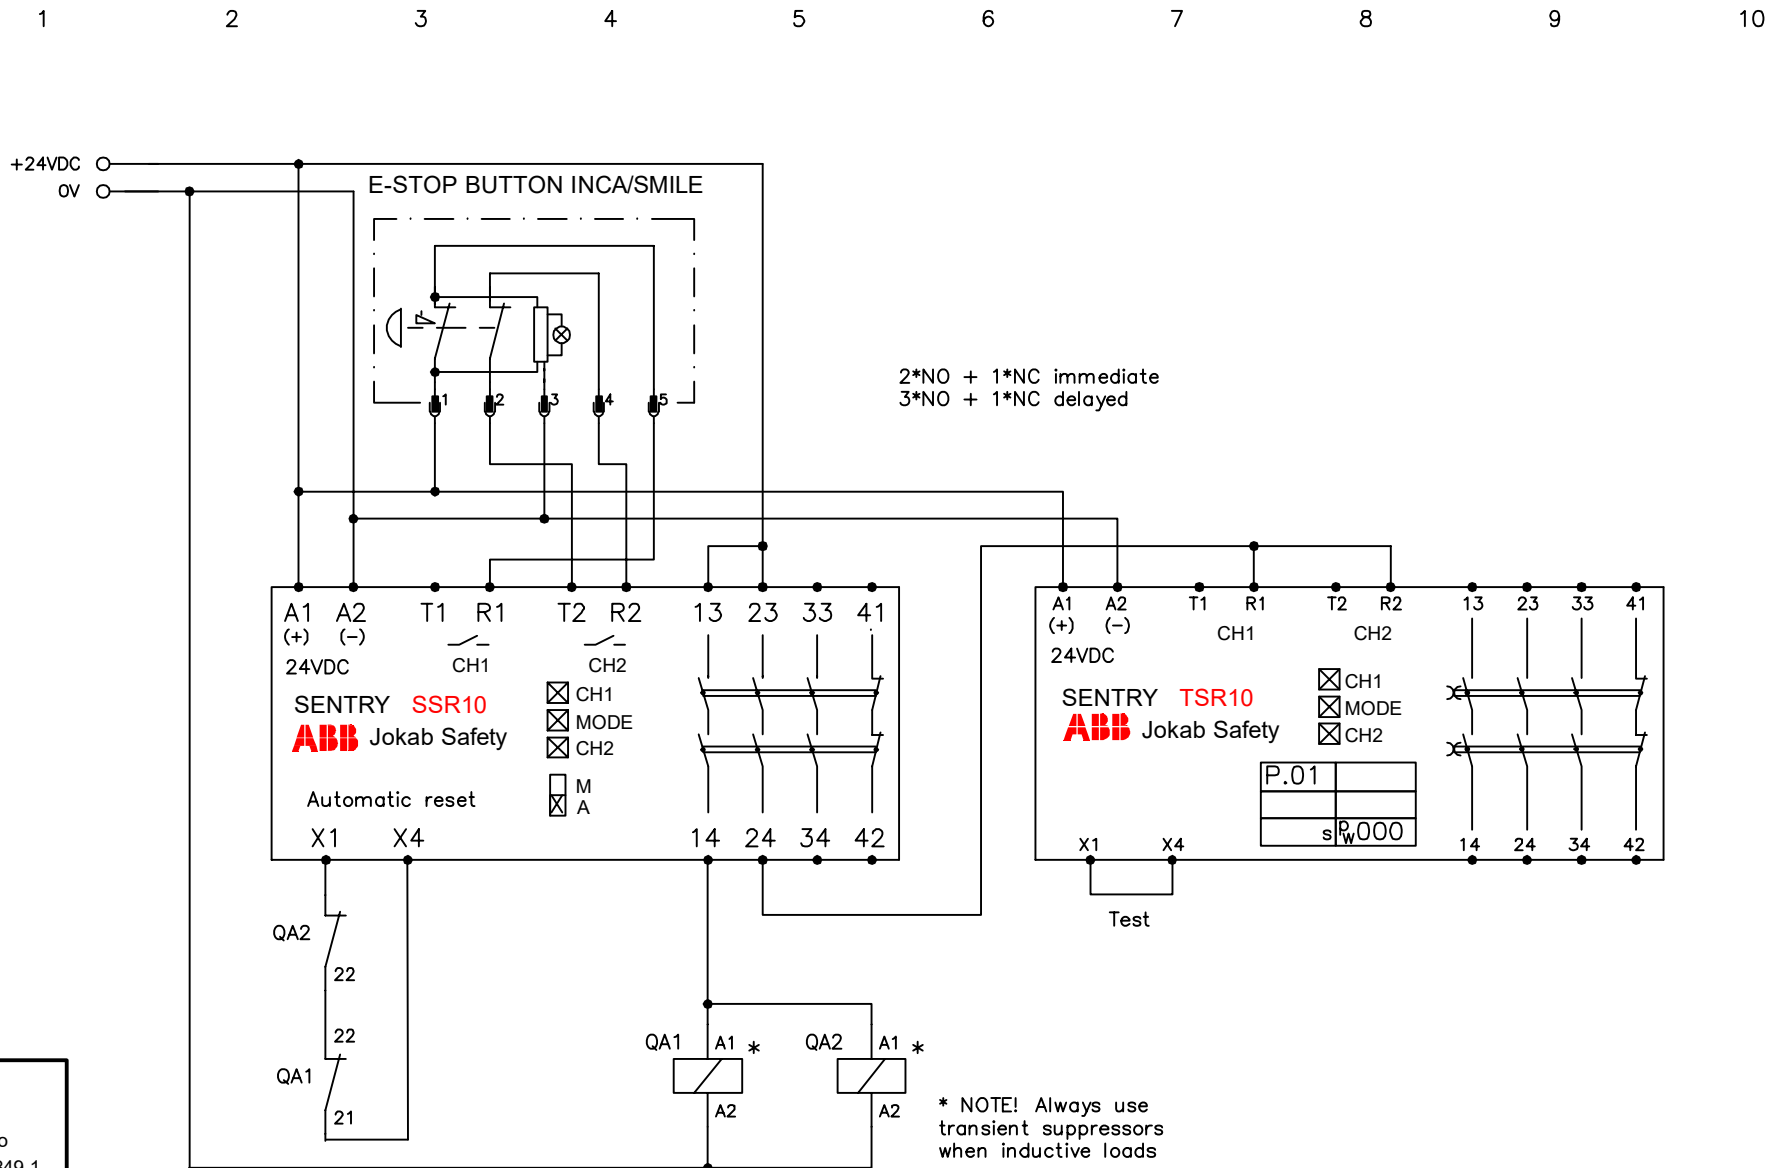 1 2 3 4 5 6 7 8 9 10
+24VDC
0V
E-STOP BUTTON INCA/SMILE
1 2 3 4 5
2*NO + 1*NC immediate
3*NO + 1*NC delayed
A1 A2 T1 R1 T2 R2 13 23 33 41
(+) (-)
24VDC CH1 CH2
SENTRY SSR10
ABB Jokab Safety
CH1
MODE
CH2
M
A
Automatic reset
X1 X4 14 24 34 42
A1 A2 T1 R1 T2 R2 13 23 33 41
(+) (-) CH1 CH2
24VDC
SENTRY TSR10
ABB Jokab Safety
CH1
MODE
CH2
P.01
s pw000
X1 X4 14 24 34 42
Test
QA2
22
22
QA1
21
QA1 A1 *
A2
QA2 A1 *
A2
* NOTE! Always use
transient suppressors
when inductive loads